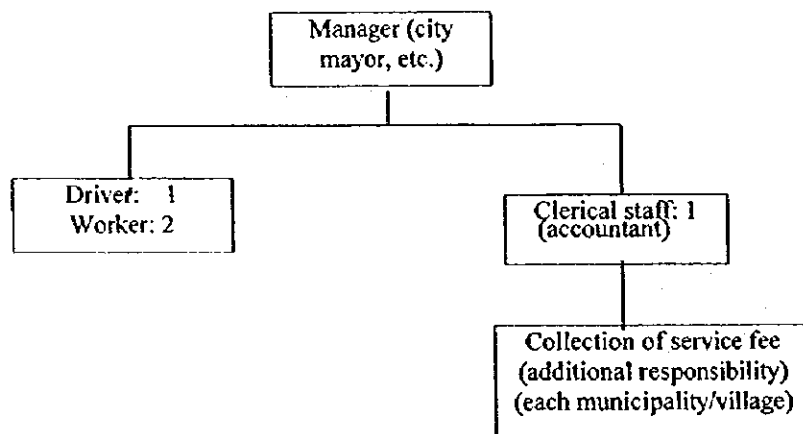 Manager (city
mayor, etc.)
Driver: 1
Worker: 2
Clerical staff: 1
(accountant)
Collection of service fee
(additional responsibility)
(each municipality/village)